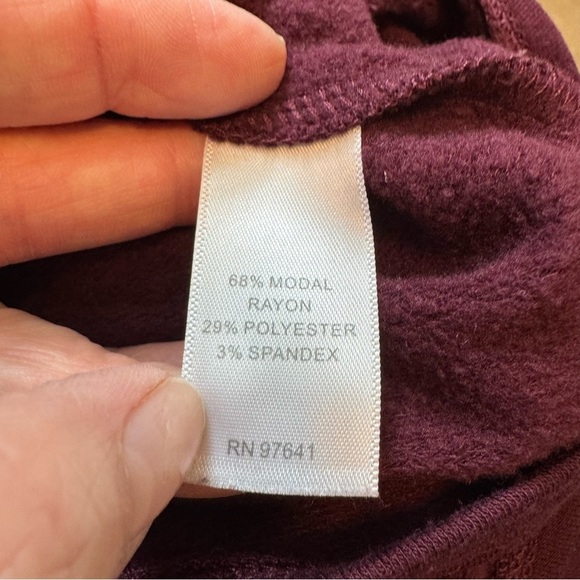 68% MODAL
RAYON
29% POLYESTER
3% SPANDEX
RN 97641